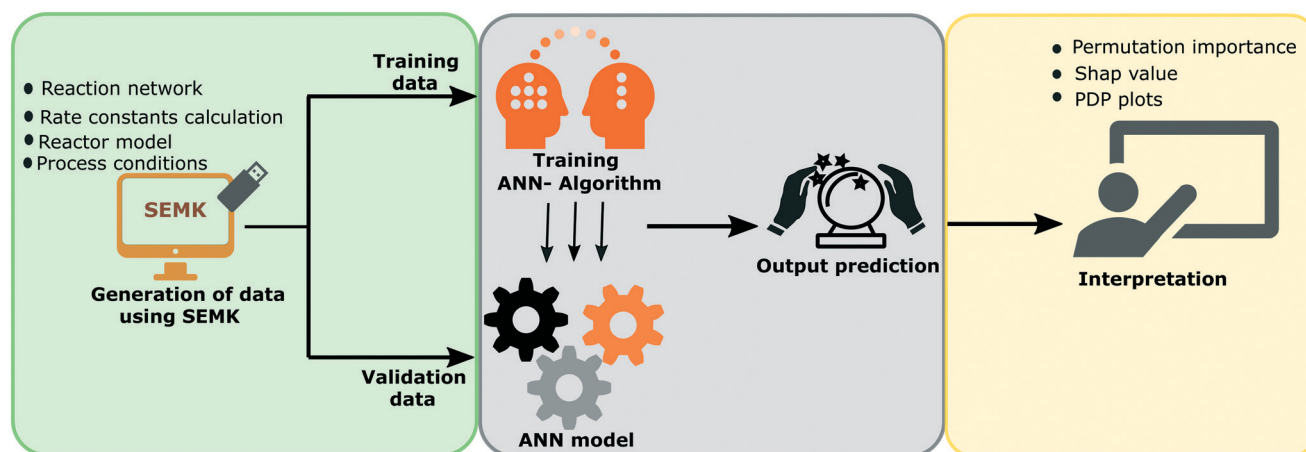 • Reaction network
• Rate constants calculation
• Reactor model
• Process conditions
SEMK
Generation of data
using SEMK
Training
data
Validation
data
Training
ANN- Algorithm
ANN model
Output prediction
• Permutation importance
• Shap value
• PDP plots
Interpretation